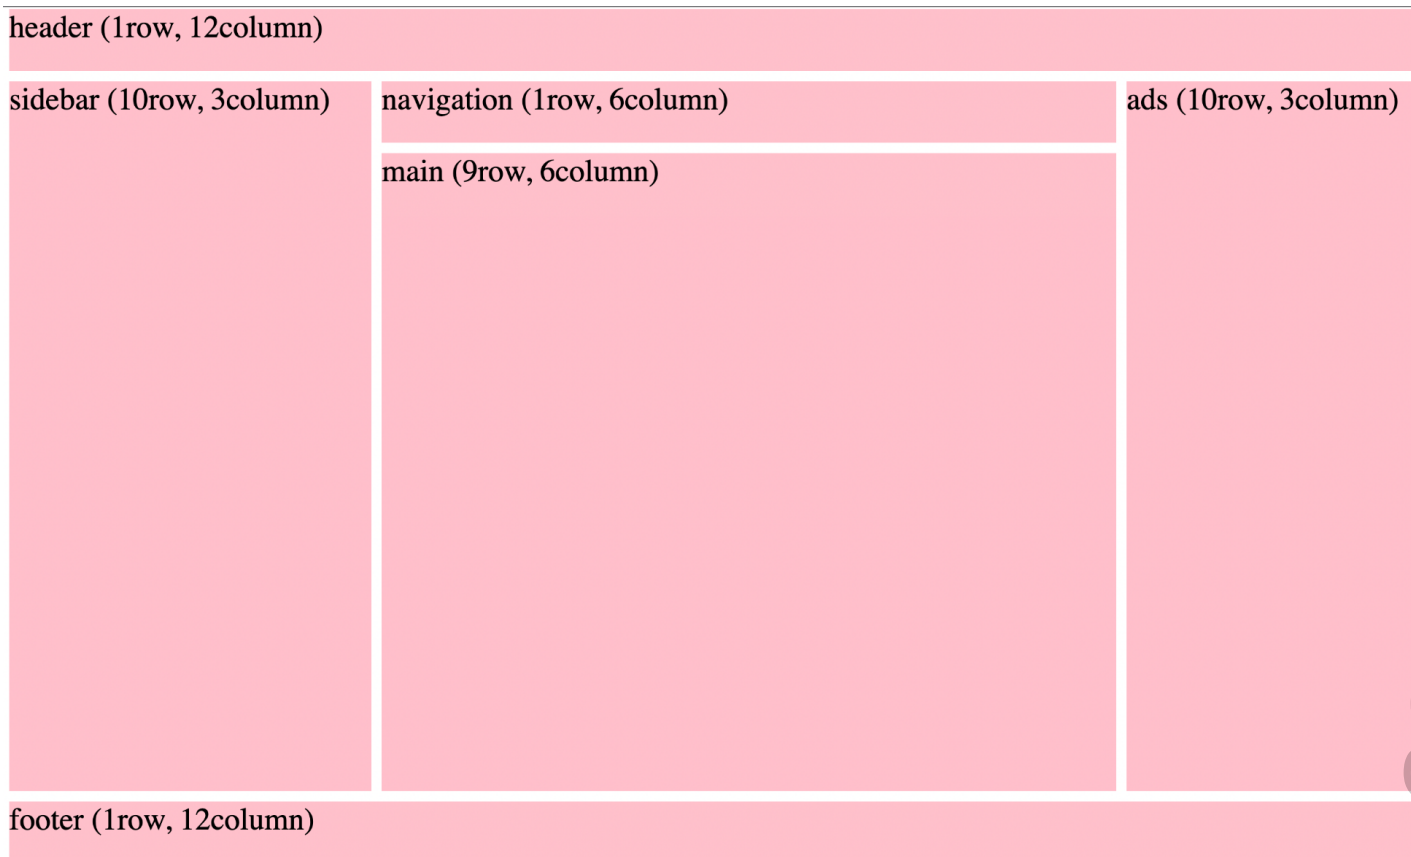 header (1row, 12column)
sidebar (10row, 3column)
navigation (1row, 6column)
ads (10row, 3column)
main (9row, 6column)
footer (1row, 12column)